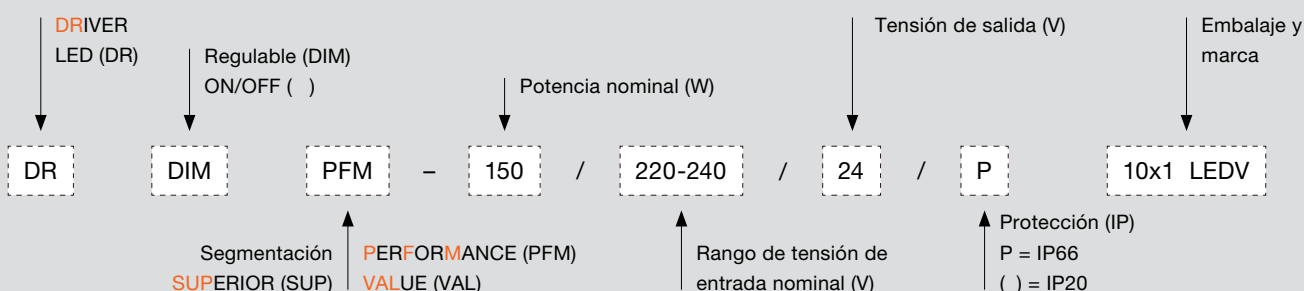 DRIVER
LED (DR)
Regulable (DIM)
ON/OFF ( )
Potencia nominal (W)
Tensión de salida (V)
Embalaje y
marca
DR DIM PFM – 150 / 220-240 / 24 / P 10x1 LEDV
Segmentación
SUPERIOR (SUP)
PERFORMANCE (PFM)
VALUE (VAL)
Rango de tensión de
entrada nominal (V)
Protección (IP)
P = IP66
( ) = IP20